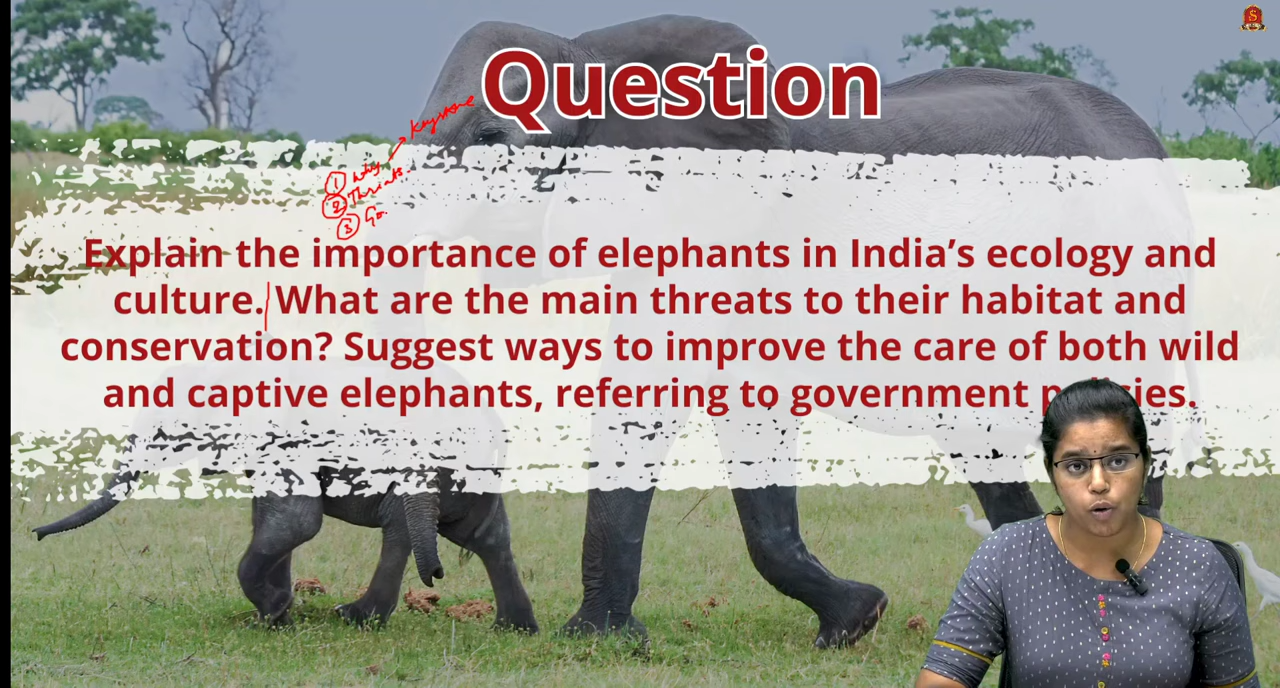 Question
→ Keystone
① Why
② Threats.
③ Go.
Explain the importance of elephants in India’s ecology and
culture. What are the main threats to their habitat and
conservation? Suggest ways to improve the care of both wild
and captive elephants, referring to government policies.